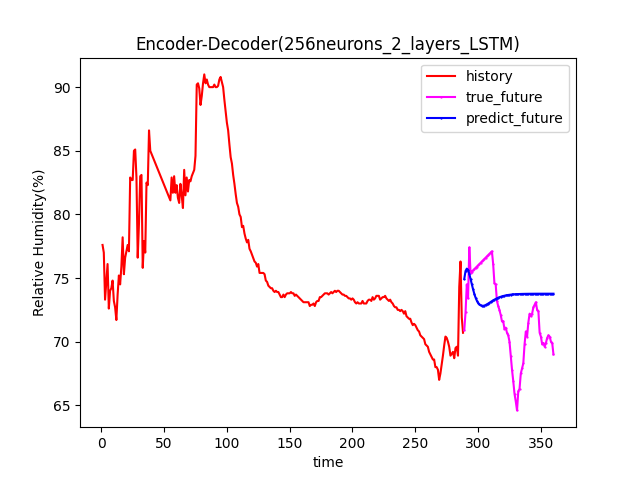 Encoder-Decoder(256neurons_2_layers_LSTM)
history
true_future
predict_future
Relative Humidity(%)
90
85
80
75
70
65
0 50 100 150 200 250 300 350
time